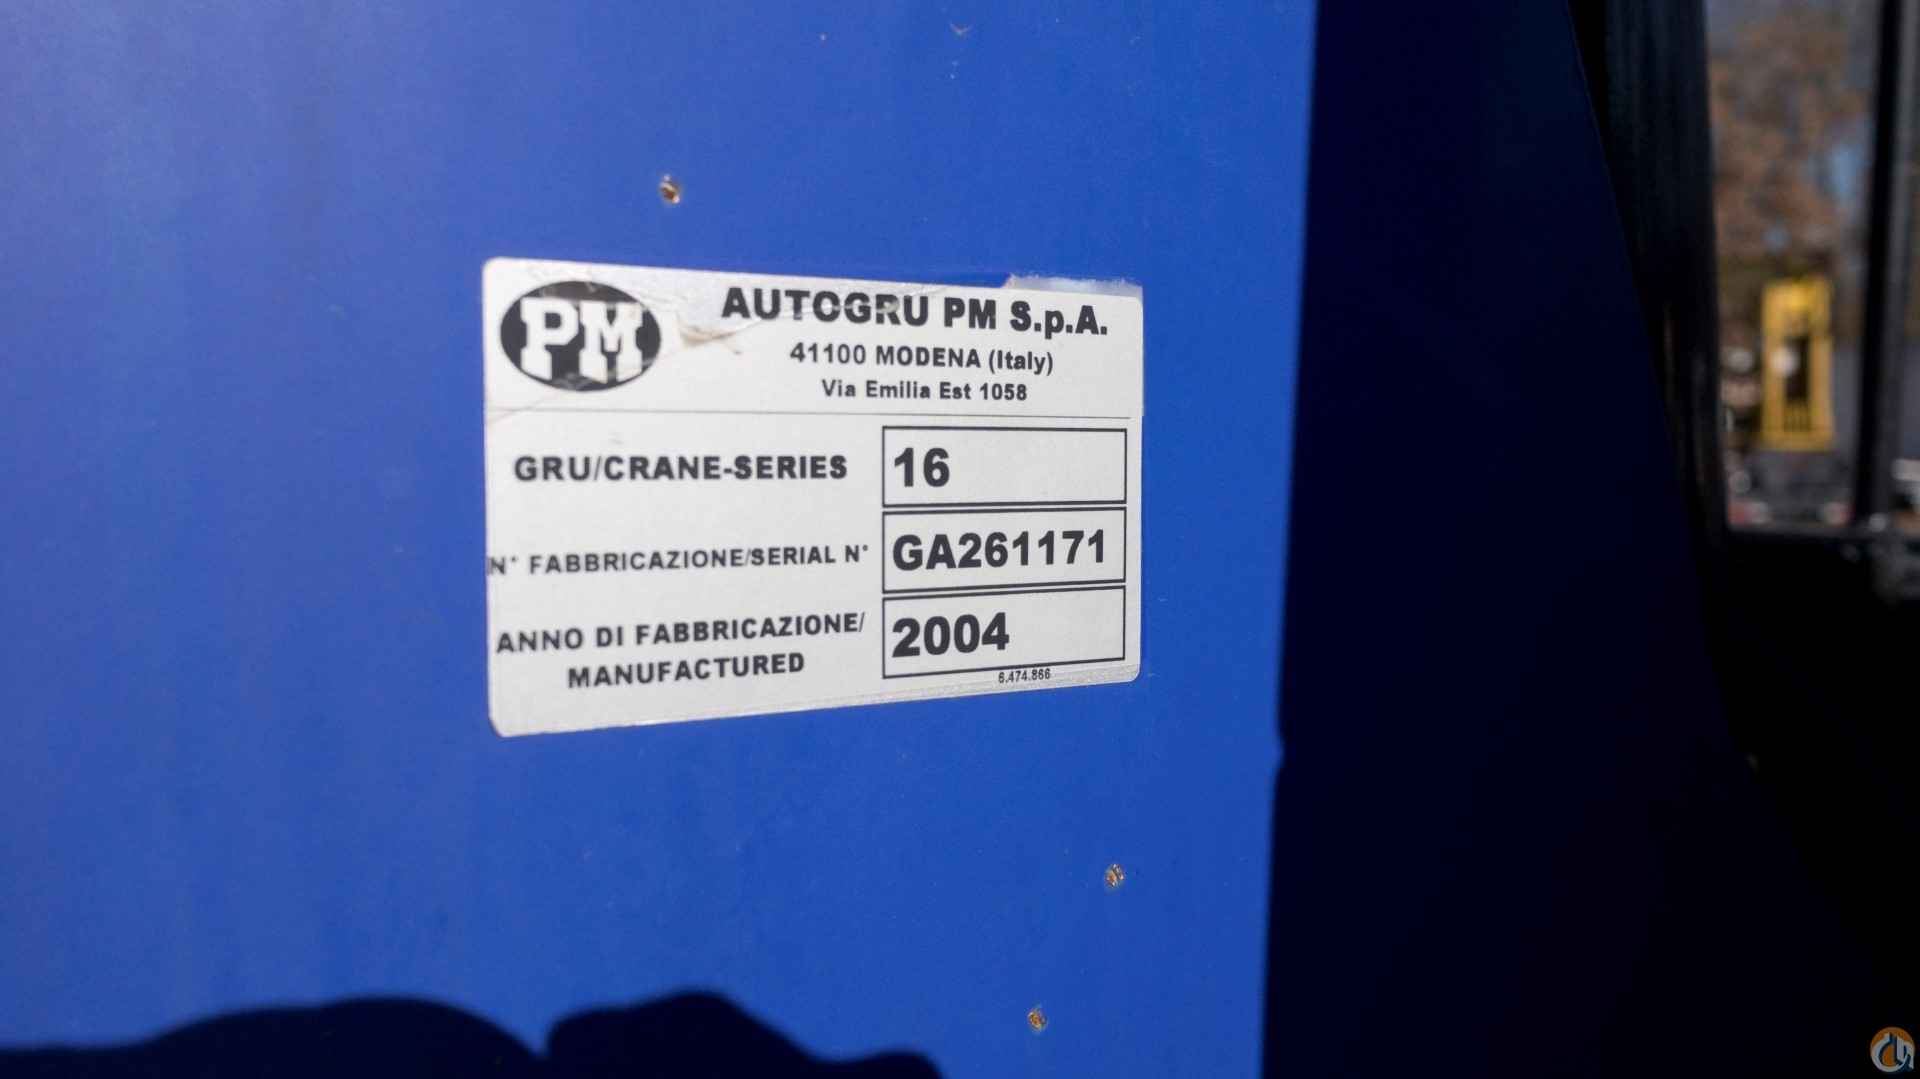 PM
AUTOGRU PM S.p.A.
41100 MODENA (Italy)
Via Emilia Est 1058
GRU/CRANE-SERIES 16
N° FABBRICAZIONE/SERIAL N° GA261171
ANNO DI FABBRICAZIONE/
MANUFACTURED 2004
6.474.866